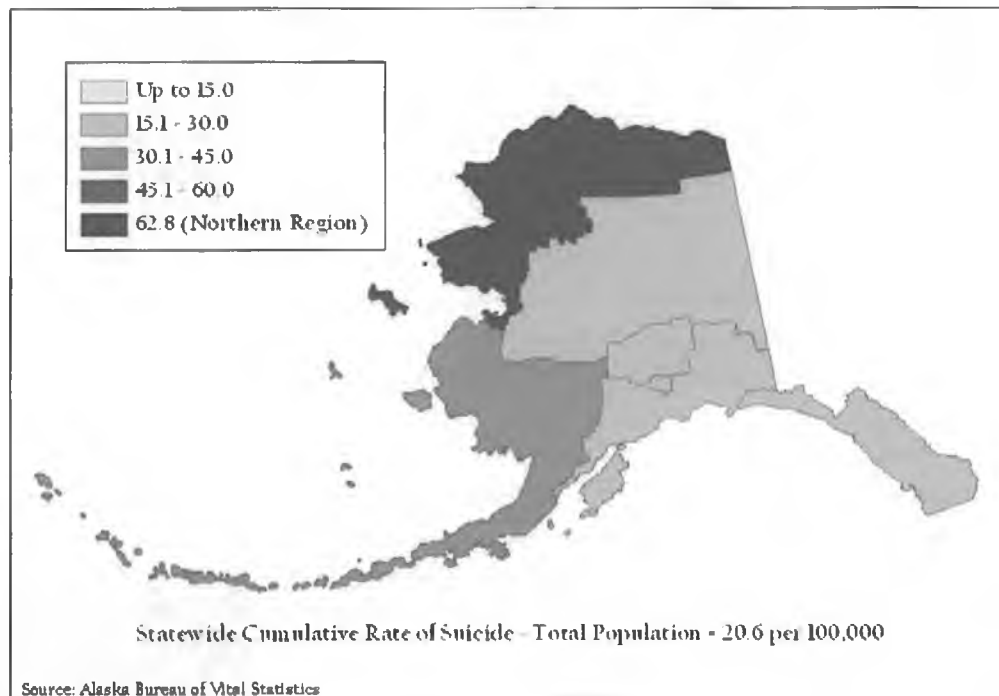 Up to 15.0
15.1 - 30.0
30.1 - 45.0
45.1 - 60.0
62.8 (Northern Region)
Statewide Cumulative Rate of Suicide - Total Population = 20.6 per 100,000
Source: Alaska Bureau of Vital Statistics